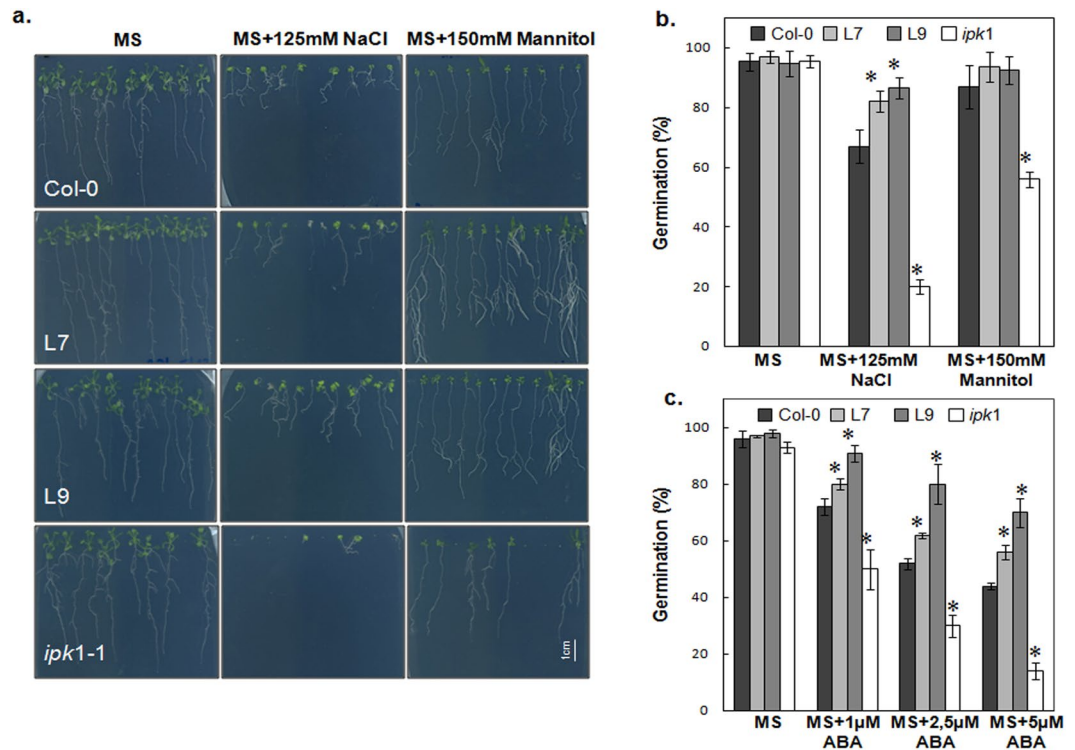 a.
MS
MS+125mM NaCl
MS+150mM Mannitol
Col-0
L7
L9
ipk1-1
1cm
b.
Col-0 L7 L9 ipk1
Germination (%)
100
80
60
40
20
0
* * * *
MS
MS+125mM
NaCl
MS+150mM
Mannitol
c.
Col-0 L7 L9 ipk1
Germination (%)
100
80
60
40
20
0
* * * * * * * * *
MS
MS+1µM
ABA
MS+2,5µM
ABA
MS+5µM
ABA